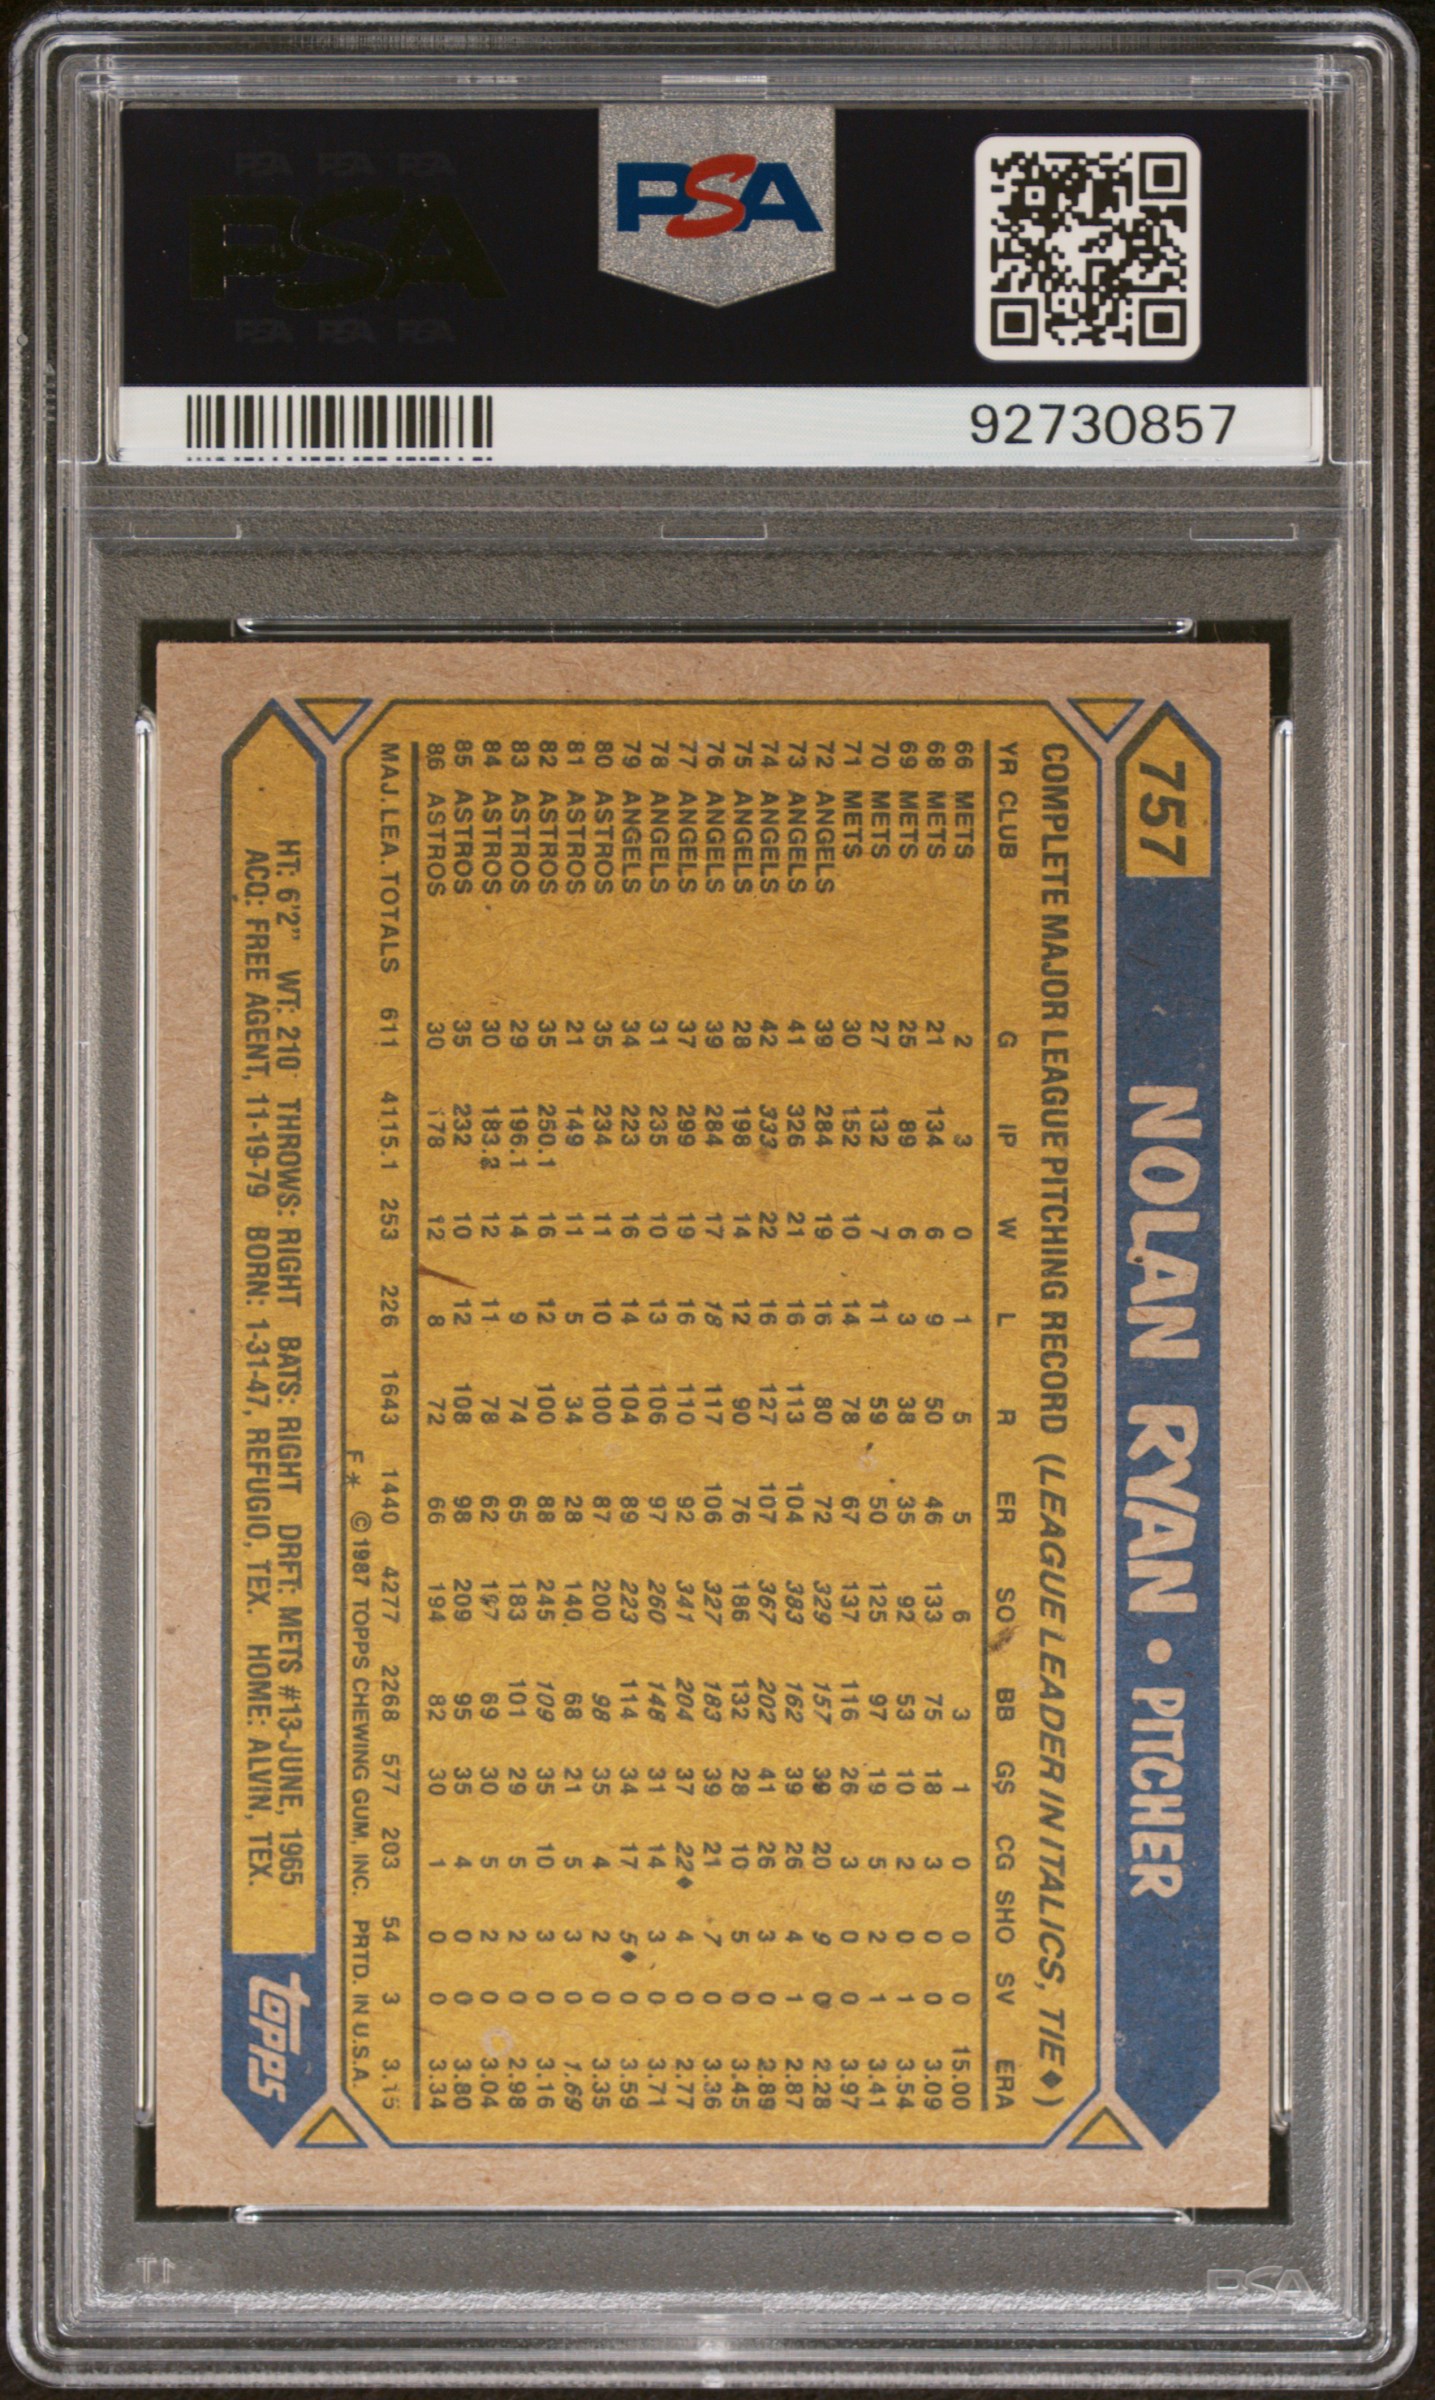 PSA PSA PSA
PSA
PSA PSA PSA
PSA
92730857
757 NOLAN RYAN • PITCHER
COMPLETE MAJOR LEAGUE PITCHING RECORD (LEAGUE LEADER IN ITALICS, TIE ♦)
YR CLUB G IP W L R ER SO BB GS CG SHO SV ERA
66 METS 2 3 0 1 5 5 6 3 1 0 0 0 15.00
68 METS 21 134 6 9 50 46 133 75 18 3 0 0 3.09
69 METS 25 89 6 3 38 35 92 53 10 2 0 1 3.54
70 METS 27 132 7 11 59 50 125 97 19 5 2 1 3.41
71 METS 30 152 10 14 78 67 137 116 26 3 0 0 3.97
72 ANGELS 39 284 19 16 80 72 329 157 39 20 9 0 2.28
73 ANGELS 41 326 21 16 113 104 383 162 39 26 4 1 2.87
74 ANGELS 42 333 22 16 127 107 367 202 41 26 3 0 2.89
75 ANGELS 28 198 14 12 90 76 186 132 28 10 5 0 3.45
76 ANGELS 39 284 17 18 117 106 327 183 39 21 7 0 3.36
77 ANGELS 37 299 19 16 110 92 341 204 37 22♦ 4 0 2.77
78 ANGELS 31 235 10 13 106 97 260 148 31 14 3 0 3.71
79 ANGELS 34 223 16 14 104 89 223 114 34 17 5♦ 0 3.59
80 ASTROS 35 234 11 10 100 87 200 98 35 4 2 0 3.35
81 ASTROS 21 149 11 5 34 28 140 68 21 5 3 0 1.69
82 ASTROS 35 250.1 16 12 100 88 245 109 35 10 3 0 3.16
83 ASTROS 29 196.1 14 9 74 65 183 101 29 5 2 0 2.98
84 ASTROS 30 183.2 12 11 78 62 197 69 30 5 2 0 3.04
85 ASTROS 35 232 10 12 108 98 209 95 35 4 0 0 3.80
86 ASTROS 30 178 12 8 72 66 194 82 30 1 0 0 3.34
MAJ. LEA. TOTALS 611 4115.1 253 226 1643 1440 4277 2268 577 203 54 3 3.15
F * © 1987 TOPPS CHEWING GUM, INC. PRTD. IN U.S.A.
HT: 6'2" WT: 210 THROWS: RIGHT BATS: RIGHT DRFT: METS #13-JUNE, 1965
ACQ: FREE AGENT, 11-19-79 BORN: 1-31-47, REFUGIO, TEX. HOME: ALVIN, TEX.
topps
PSA